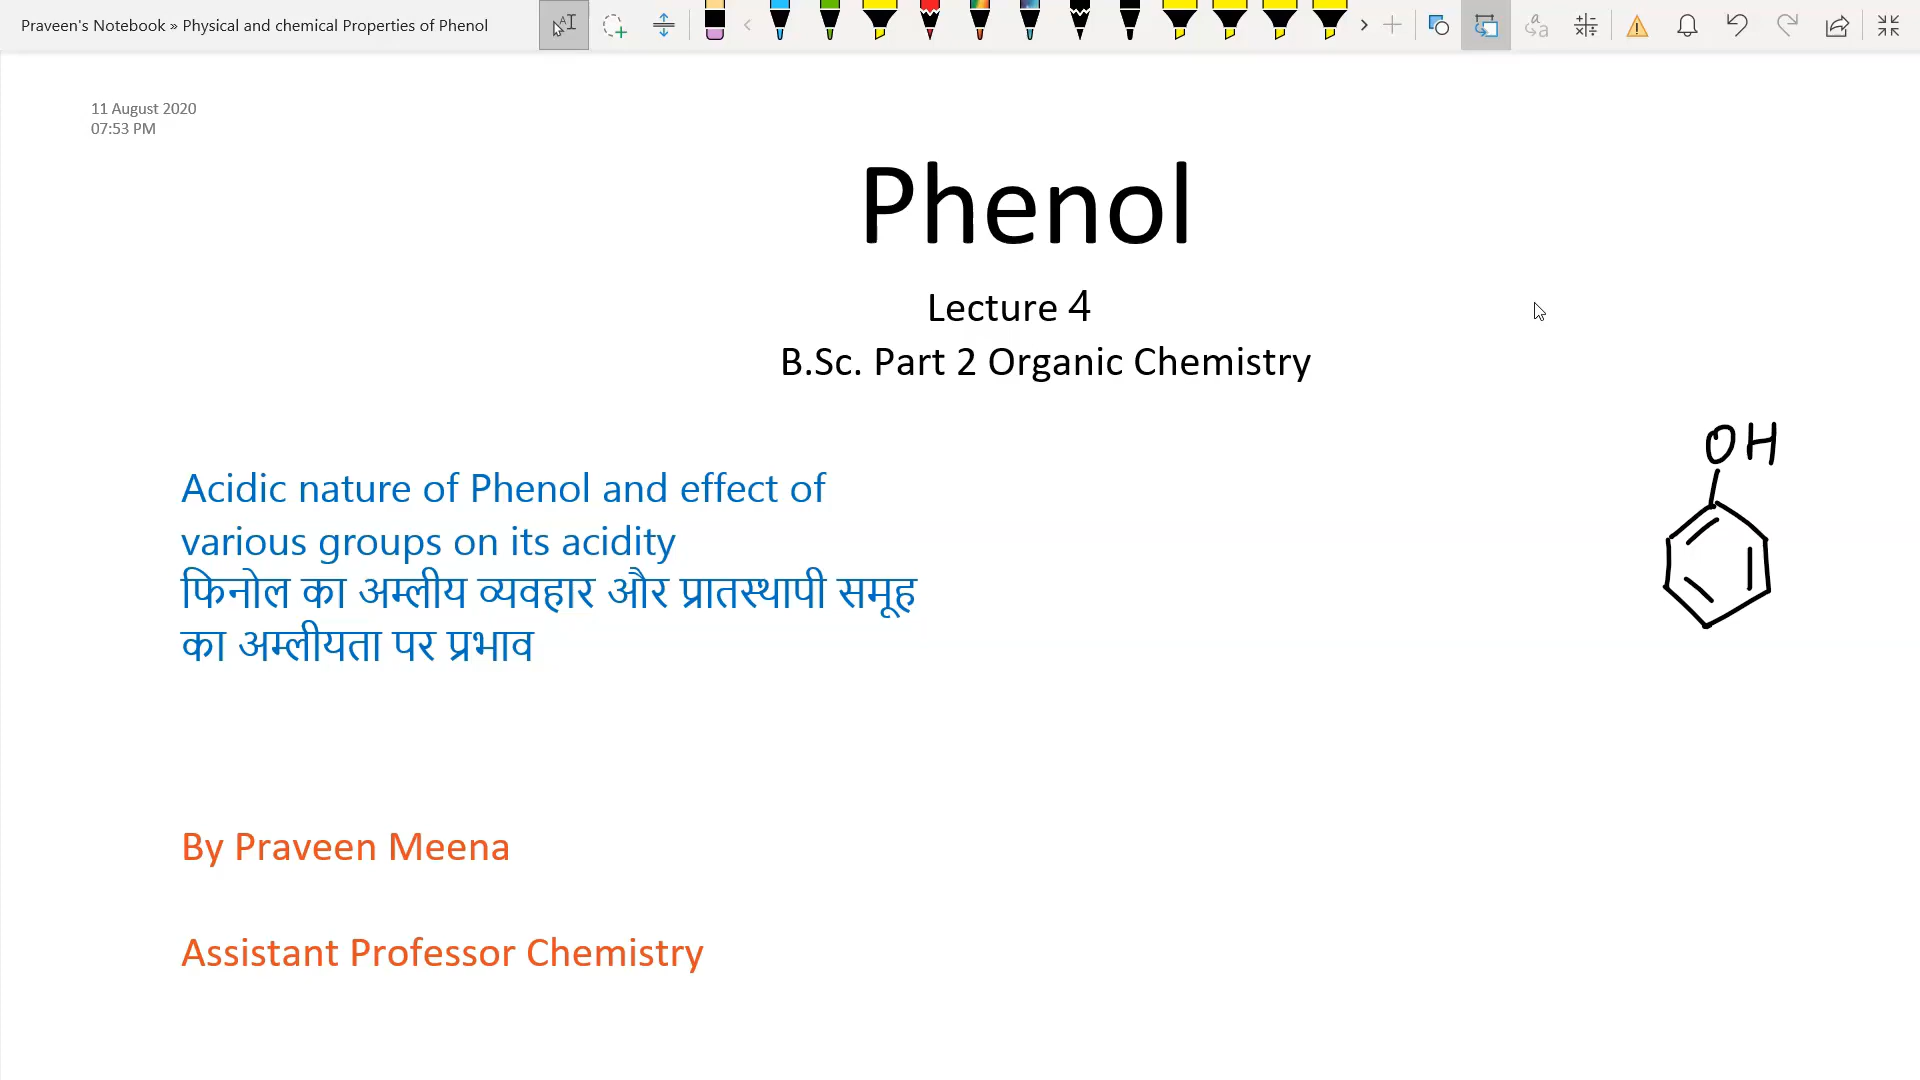 Praveen's Notebook » Physical and chemical Properties of Phenol
11 August 2020
07:53 PM
Phenol
Lecture 4
B.Sc. Part 2 Organic Chemistry
OH
Acidic nature of Phenol and effect of
various groups on its acidity
फिनोल का अम्लीय व्यवहार और प्रातस्थापी समूह
का अम्लीयता पर प्रभाव
By Praveen Meena
Assistant Professor Chemistry